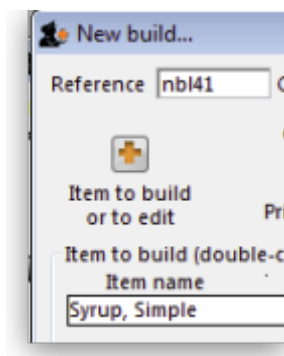 New build...
Reference nbl41
Item to build
or to edit
Item to build (double-c
Item name
Syrup, Simple